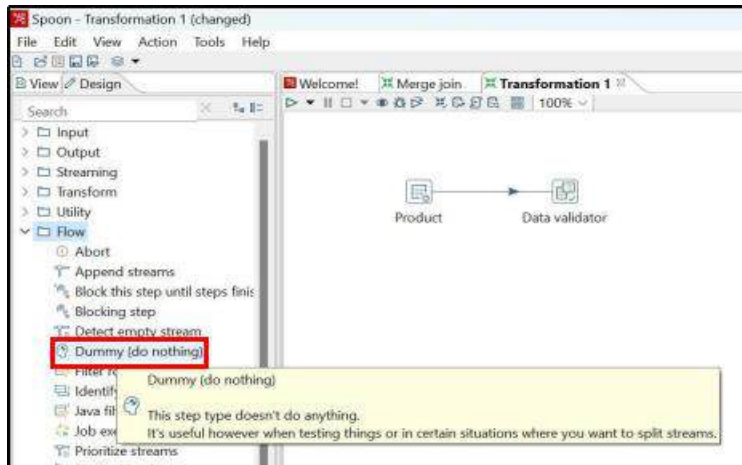 Spoon - Transformation 1 (changed)
File Edit View Action Tools Help
View Design
Welcome! Merge join Transformation 1
Search
100%
Input
Output
Streaming
Transform
Utility
Flow
Product Data validator
Abort
Append streams
Block this step until steps finis
Blocking step
Detect empty stream
Dummy (do nothing)
Filter
Dummy (do nothing)
Identif
Java fil
This step type doesn't do anything.
Job exe
It's useful however when testing things or in certain situations where you want to split streams.
Prioritize streams